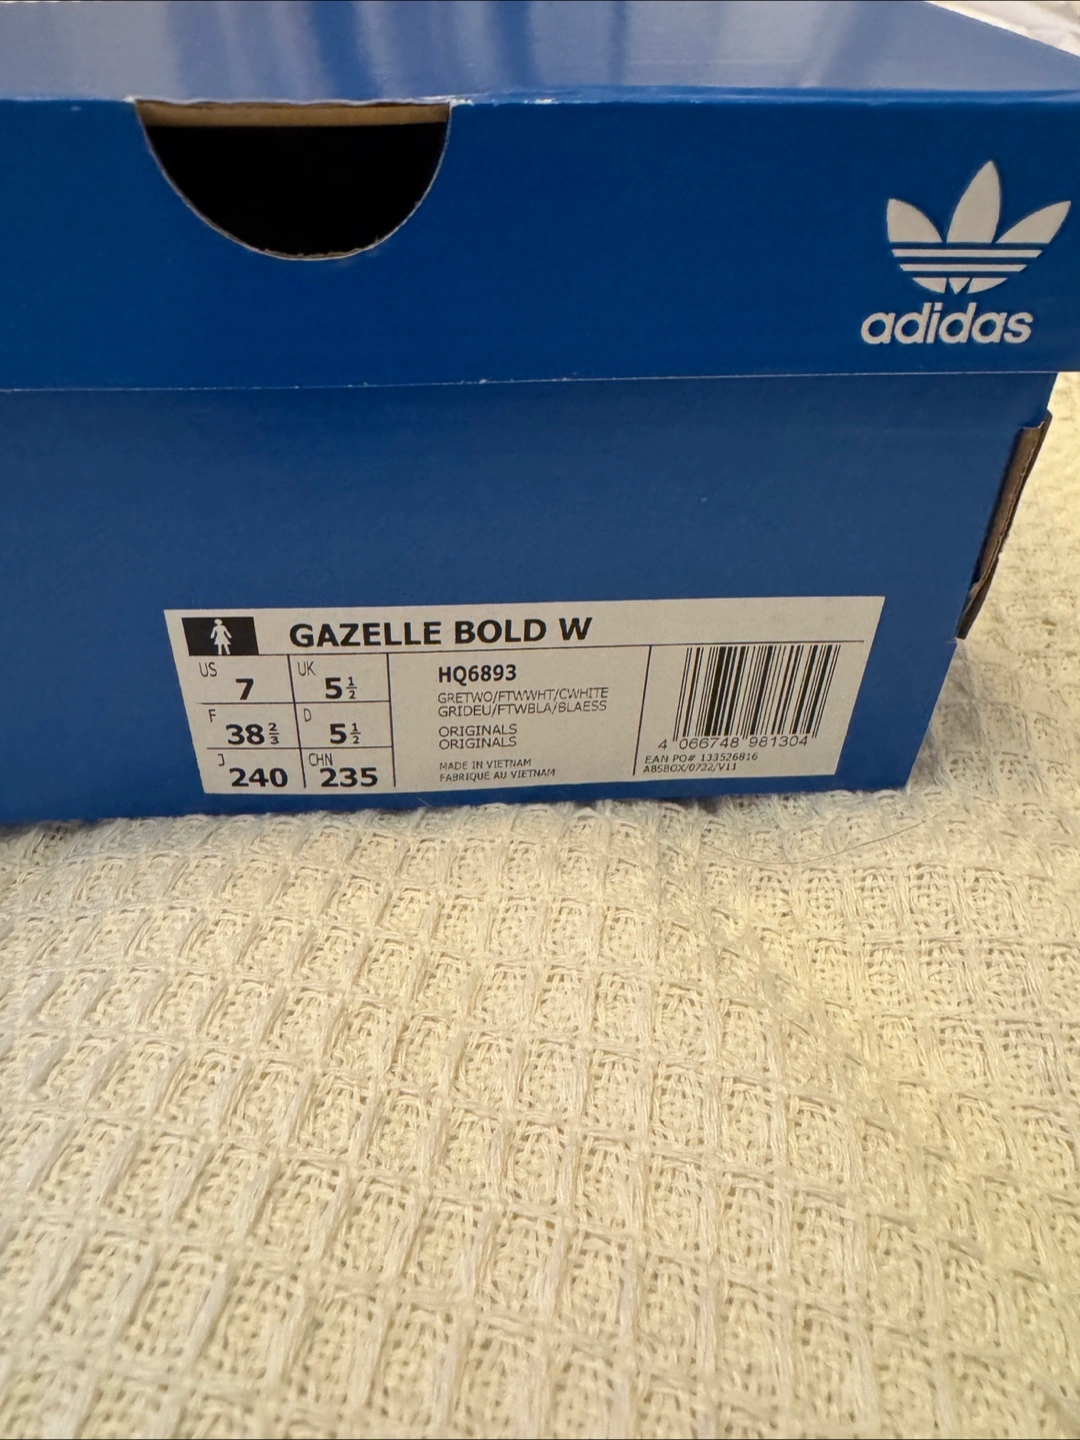 adidas
GAZELLE BOLD W
US 7
UK 5½
F 38⅔
D 5½
J 240
CHN 235
HQ6893
GRETWO/FTWWHT/CWHITE
GRIDEU/FTWBLA/BLAESS
ORIGINALS
ORIGINALS
MADE IN VIETNAM
FABRIQUE AU VIETNAM
4 066748 981304
EAN PO# 133526816
ABSBOX/0722/V11